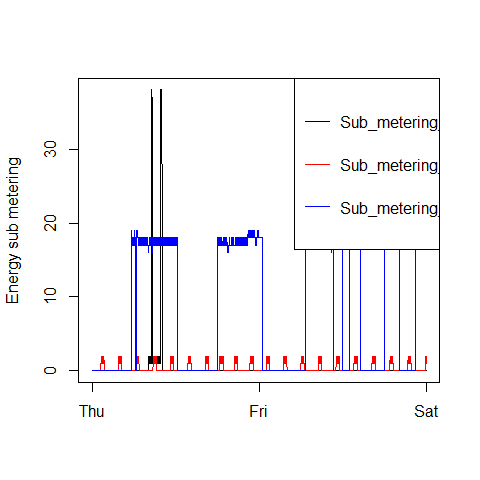 Energy sub metering
30
20
10
0
Sub_metering_
Sub_metering_
Sub_metering_
Thu
Fri
Sat